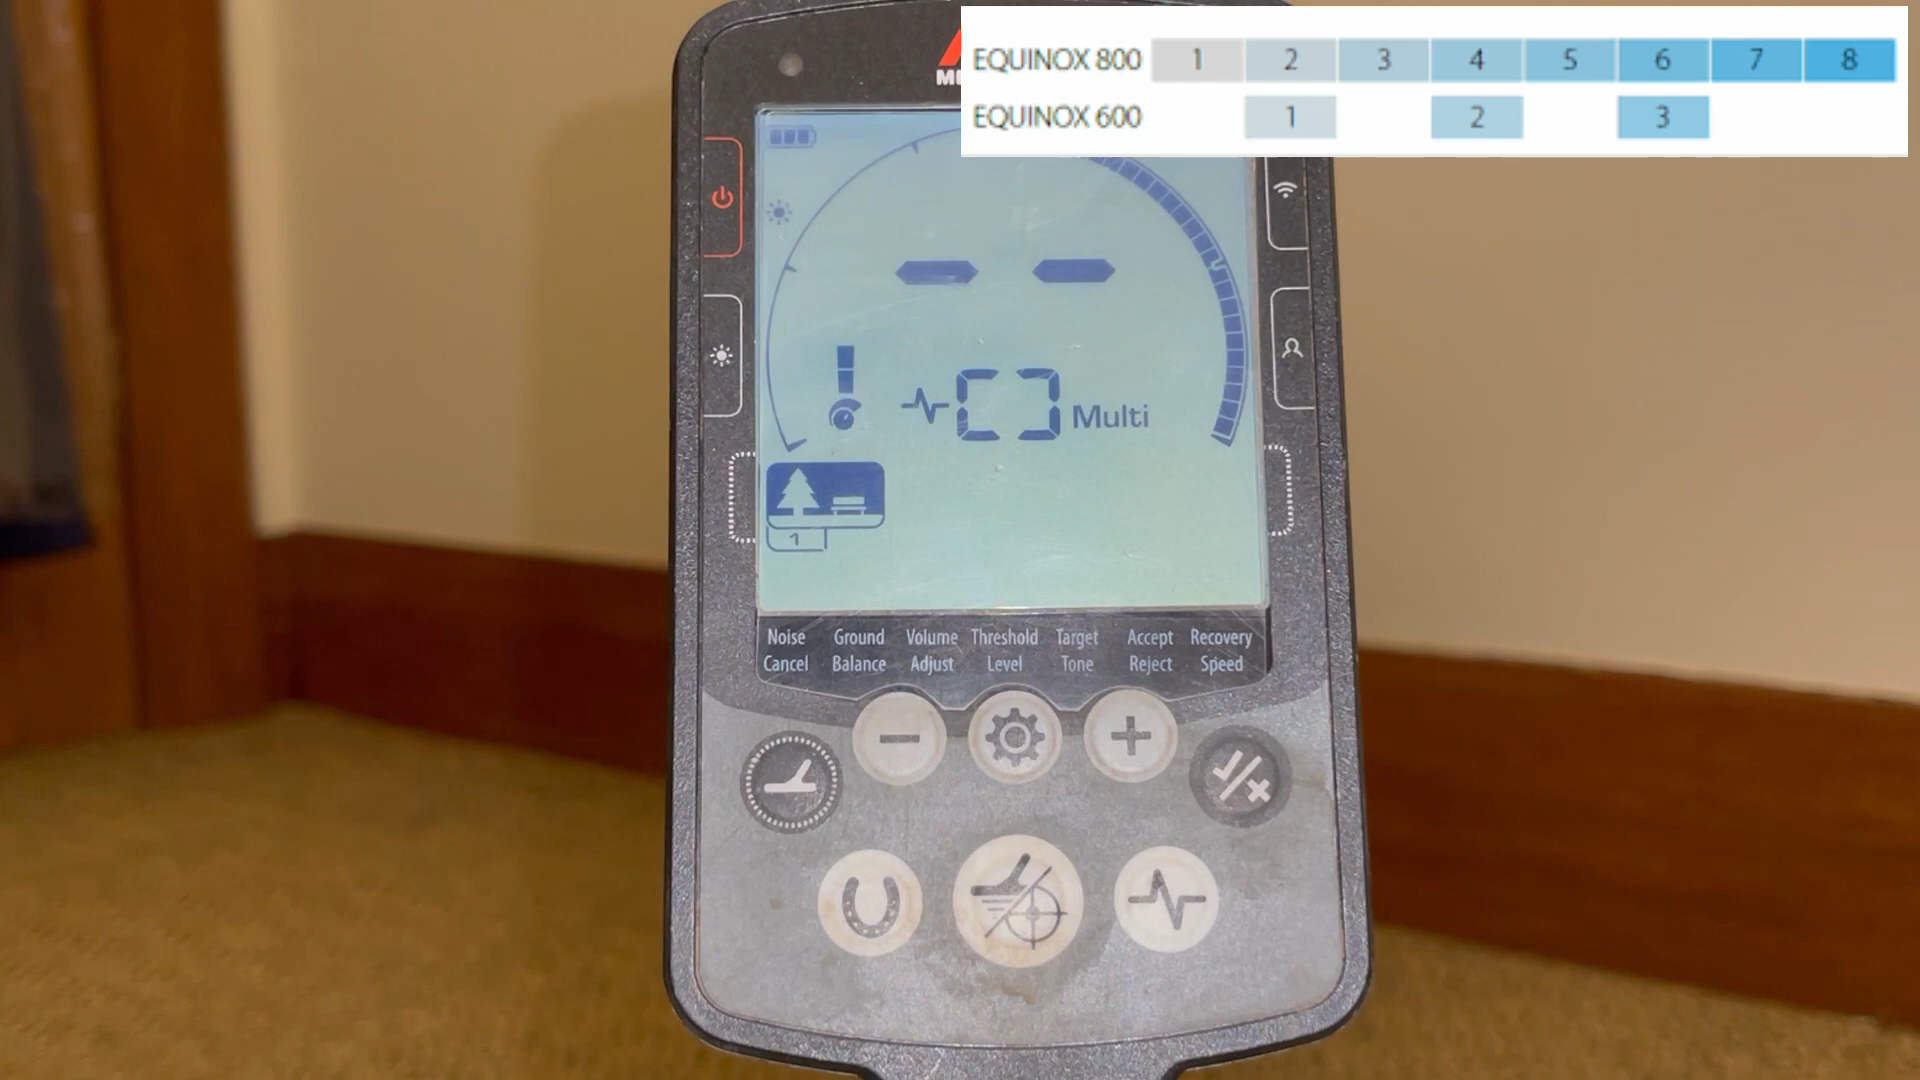 EQUINOX 800 1 2 3 4 5 6 7 8
EQUINOX 600 1 2 3
Multi
1
Noise Cancel
Ground Balance
Volume Adjust
Threshold Level
Target Tone
Accept Reject
Recovery Speed